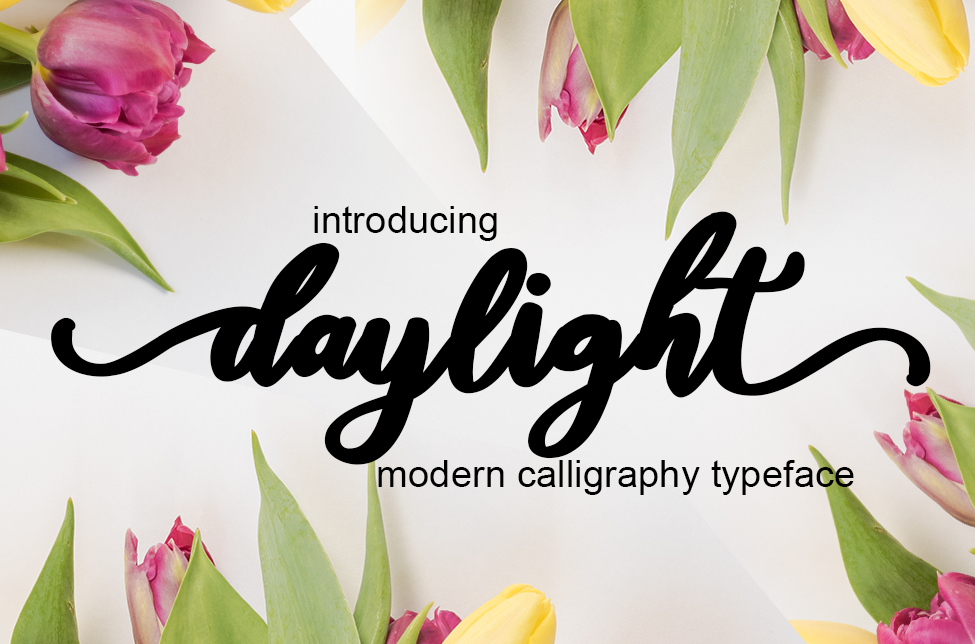 introducing
daylight
modern calligraphy typeface